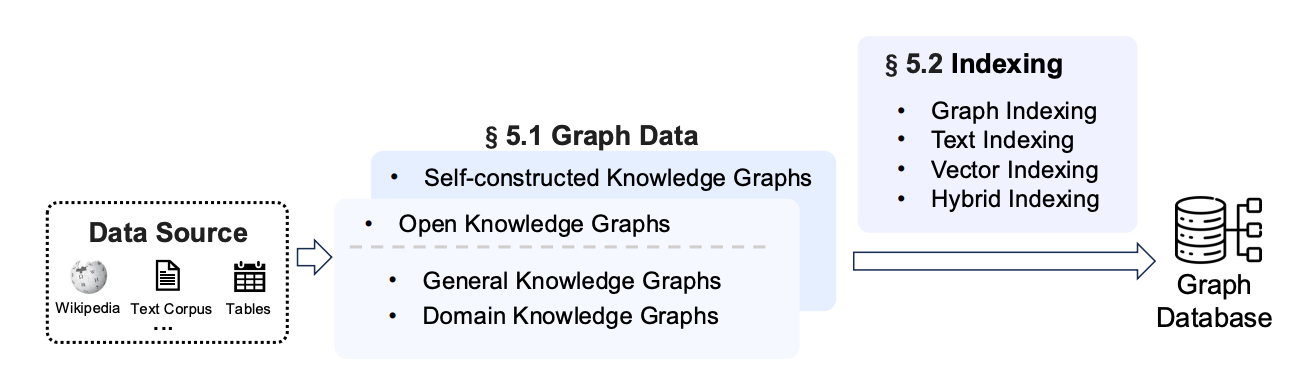 Data Source
Wikipedia
Text Corpus
Tables
...
§ 5.1 Graph Data
• Self-constructed Knowledge Graphs
• Open Knowledge Graphs
• General Knowledge Graphs
• Domain Knowledge Graphs
§ 5.2 Indexing
• Graph Indexing
• Text Indexing
• Vector Indexing
• Hybrid Indexing
Graph
Database